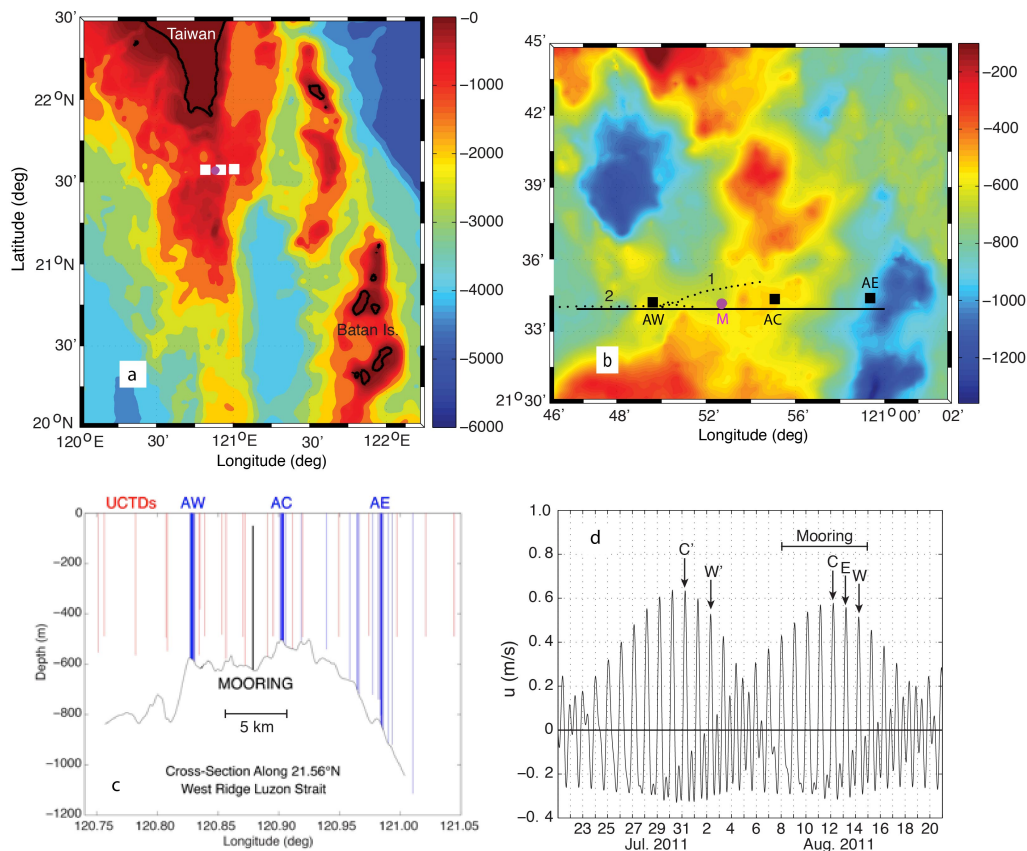 Taiwan
Batan Is.
a
30'
22°N
30'
21°N
30'
20°N
Latitude (deg)
120°E
30'
121°E
30'
122°E
Longitude (deg)
−0
−1000
−2000
−3000
−4000
−5000
−6000
45'
42'
39'
36'
33'
21°30'
1
2
AW
M
AC
AE
b
46'
48'
52'
56'
121°00'
02'
Longitude (deg)
−200
−400
−600
−800
−1000
−1200
UCTDs
AW
AC
AE
0
−200
−400
−600
−800
−1000
−1200
Depth (m)
MOORING
5 km
c
Cross-Section Along 21.56°N
West Ridge Luzon Strait
120.75
120.80
120.85
120.90
120.95
121.00
121.05
Longitude (deg)
1.0
0.8
0.6
0.4
0.2
0
−0.2
−0.4
u (m/s)
d
Mooring
C'
W'
C
E
W
23 25 27 29 31 2 4 6 8 10 12 14 16 18 20
Jul. 2011
Aug. 2011